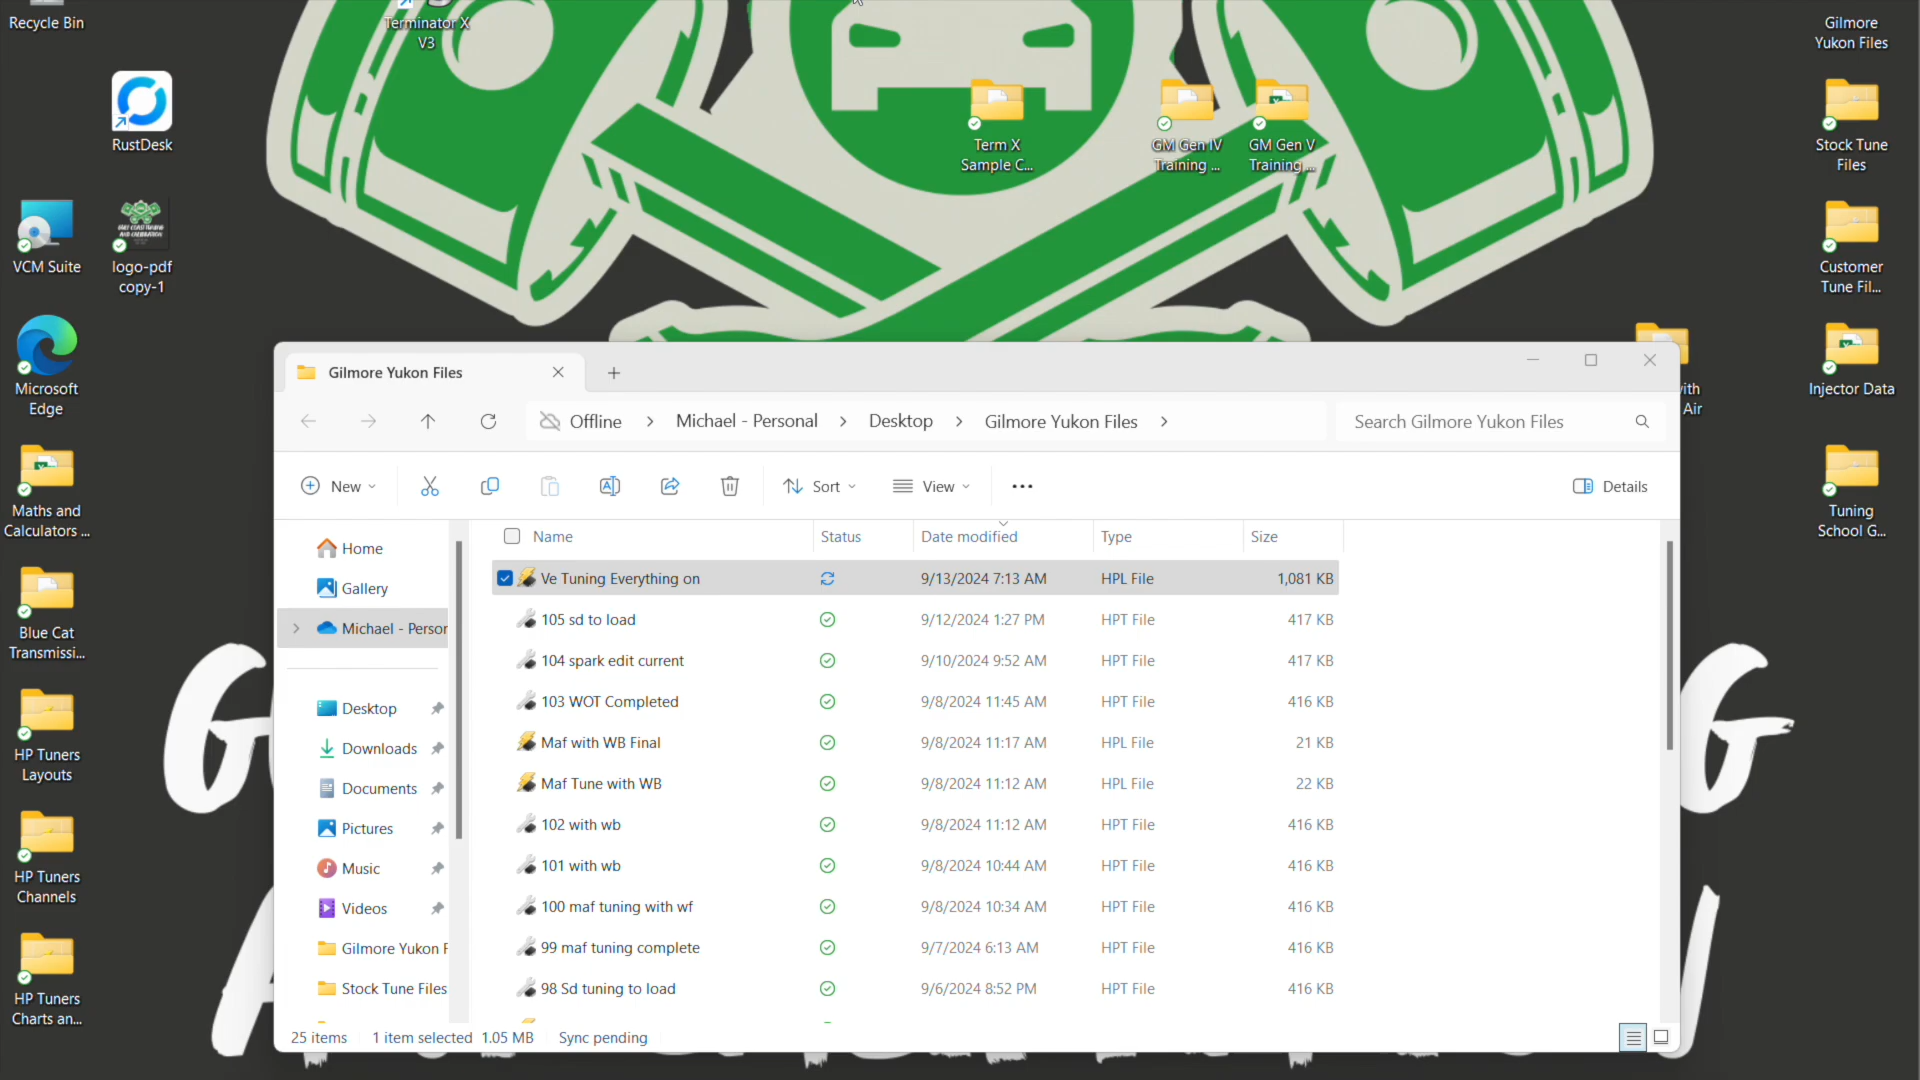 Recycle Bin
Terminator X
V3
Gilmore
Yukon Files
RustDesk
Term X
Sample C...
GM Gen IV
Training ...
GM Gen V
Training ...
Stock Tune
Files
VCM Suite
logo-pdf
copy-1
Customer
Tune Fil...
Microsoft
Edge
with
Air
Injector Data
Maths and
Calculators ...
Tuning
School G...
Blue Cat
Transmissi...
HP Tuners
Layouts
HP Tuners
Channels
HP Tuners
Charts an...
Gilmore Yukon Files
Offline > Michael - Personal > Desktop > Gilmore Yukon Files >
Search Gilmore Yukon Files
New
Sort
View
Details
Home
Gallery
Michael - Person
Desktop
Downloads
Documents
Pictures
Music
Videos
Gilmore Yukon F
Stock Tune Files
Name Status Date modified Type Size
Ve Tuning Everything on 9/13/2024 7:13 AM HPL File 1,081 KB
105 sd to load 9/12/2024 1:27 PM HPT File 417 KB
104 spark edit current 9/10/2024 9:52 AM HPT File 417 KB
103 WOT Completed 9/8/2024 11:45 AM HPT File 416 KB
Maf with WB Final 9/8/2024 11:17 AM HPL File 21 KB
Maf Tune with WB 9/8/2024 11:12 AM HPL File 22 KB
102 with wb 9/8/2024 11:12 AM HPT File 416 KB
101 with wb 9/8/2024 10:44 AM HPT File 416 KB
100 maf tuning with wf 9/8/2024 10:34 AM HPT File 416 KB
99 maf tuning complete 9/7/2024 6:13 AM HPT File 416 KB
98 Sd tuning to load 9/6/2024 8:52 PM HPT File 416 KB
25 items 1 item selected 1.05 MB Sync pending